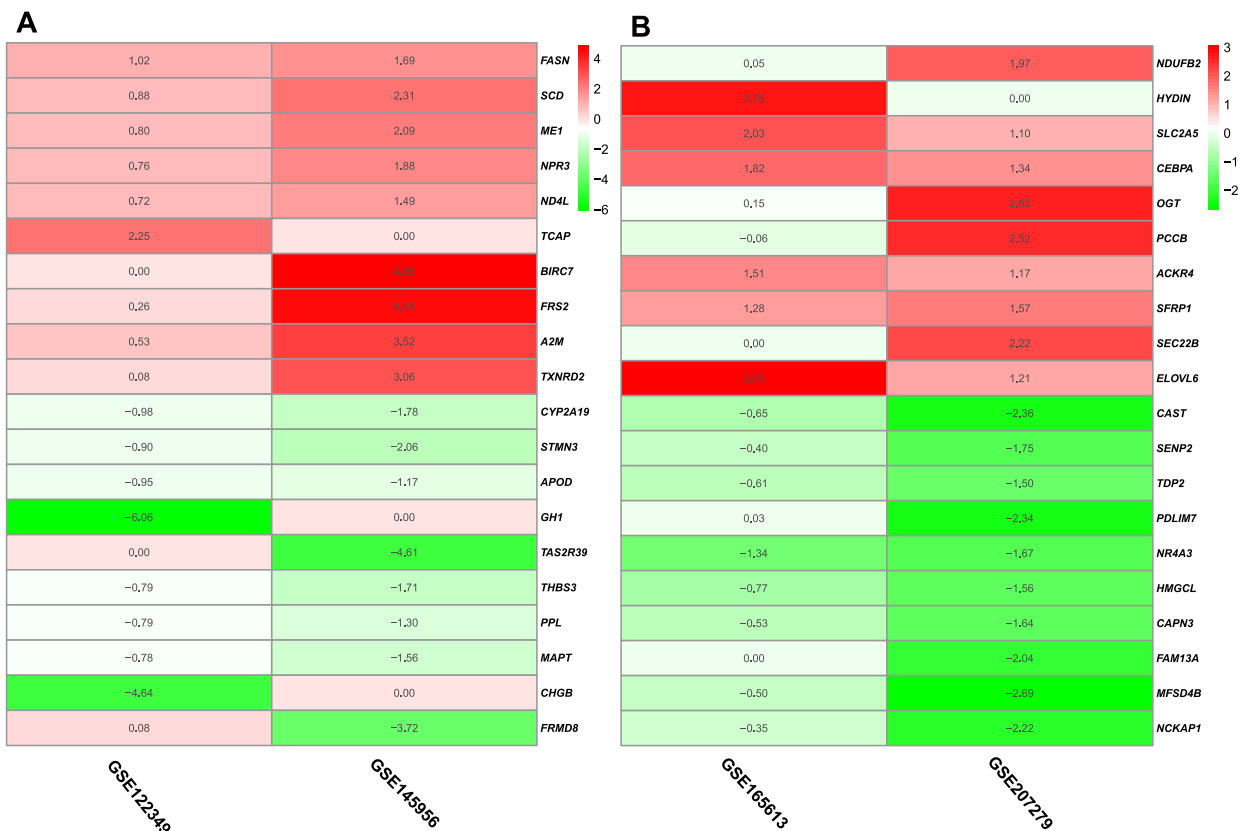 A
1.02 1.69 FASN
0.88 2.31 SCD
0.80 2.09 ME1
0.76 1.88 NPR3
0.72 1.49 ND4L
2.25 0.00 TCAP
0.00 BIRC7
0.26 4.44 FRS2
0.53 3.52 A2M
0.08 3.06 TXNRD2
−0.98 −1.78 CYP2A19
−0.90 −2.06 STMN3
−0.95 −1.17 APOD
−6.06 0.00 GH1
0.00 −4.61 TAS2R39
−0.79 −1.71 THBS3
−0.79 −1.30 PPL
−0.78 −1.56 MAPT
−4.64 0.00 CHGB
0.08 −3.72 FRMD8
GSE122349
GSE145956
4
2
0
−2
−4
−6
B
0.05 1.97 NDUFB2
0.00 HYDIN
2.03 1.10 SLC2A5
1.82 1.34 CEBPA
0.15 2.62 OGT
−0.06 2.52 PCCB
1.51 1.17 ACKR4
1.28 1.57 SFRP1
0.00 2.22 SEC22B
1.21 ELOVL6
−0.65 −2.36 CAST
−0.40 −1.75 SENP2
−0.61 −1.50 TDP2
0.03 −2.34 PDLIM7
−1.34 −1.67 NR4A3
−0.77 −1.56 HMGCL
−0.53 −1.64 CAPN3
0.00 −2.04 FAM13A
−0.50 −2.69 MFSD4B
−0.35 −2.22 NCKAP1
GSE165613
GSE207279
3
2
1
0
−1
−2